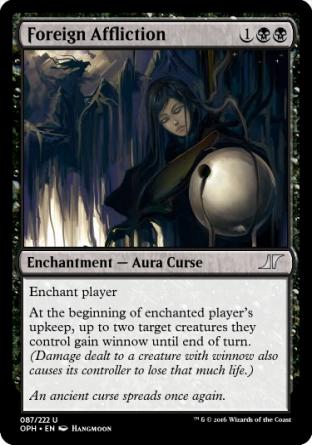 Foreign Affliction 1
Enchantment — Aura Curse
Enchant player
At the beginning of enchanted player's
upkeep, up to two target creatures they
control gain winnow until end of turn.
(Damage dealt to a creature with winnow also
causes its controller to lose that much life.)
An ancient curse spreads once again.
087/222 U
OPH • EN HANGMOON
™ & © 2016 Wizards of the Coast